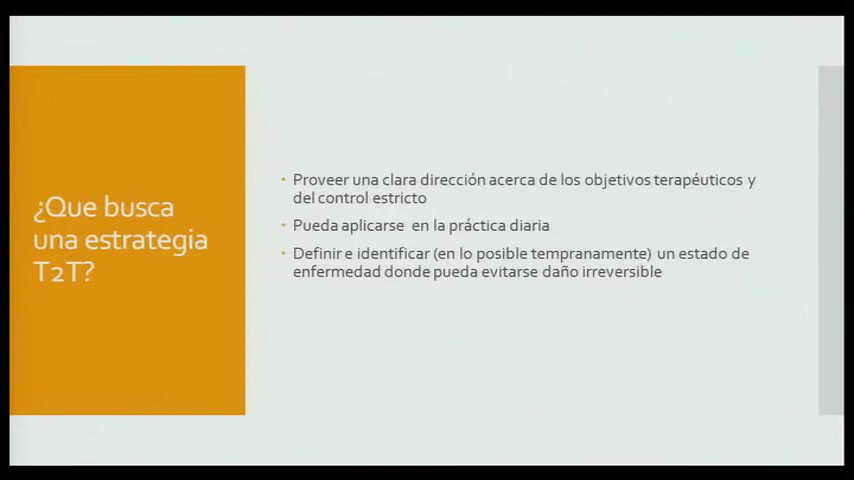 ¿Que busca
una estrategia
T2T?
Proveer una clara dirección acerca de los objetivos terapéuticos y
del control estricto
Pueda aplicarse en la práctica diaria
Definir e identificar (en lo posible tempranamente) un estado de
enfermedad donde pueda evitarse daño irreversible